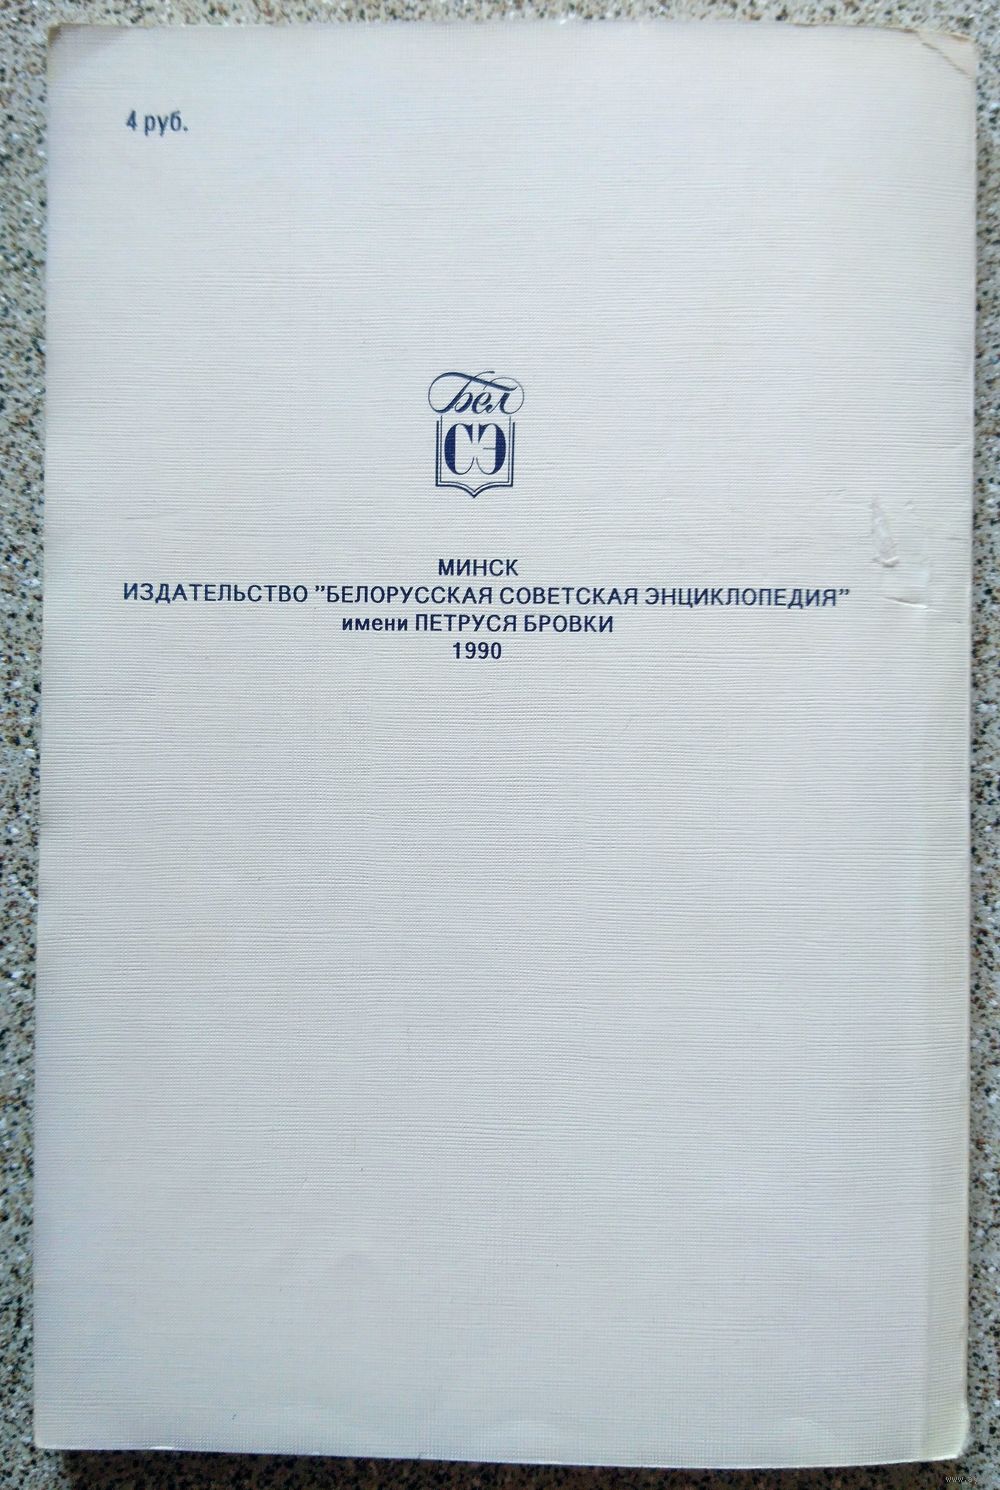 4 руб.
Бел
СЭ
МИНСК
ИЗДАТЕЛЬСТВО "БЕЛОРУССКАЯ СОВЕТСКАЯ ЭНЦИКЛОПЕДИЯ"
имени ПЕТРУСЯ БРОВКИ
1990